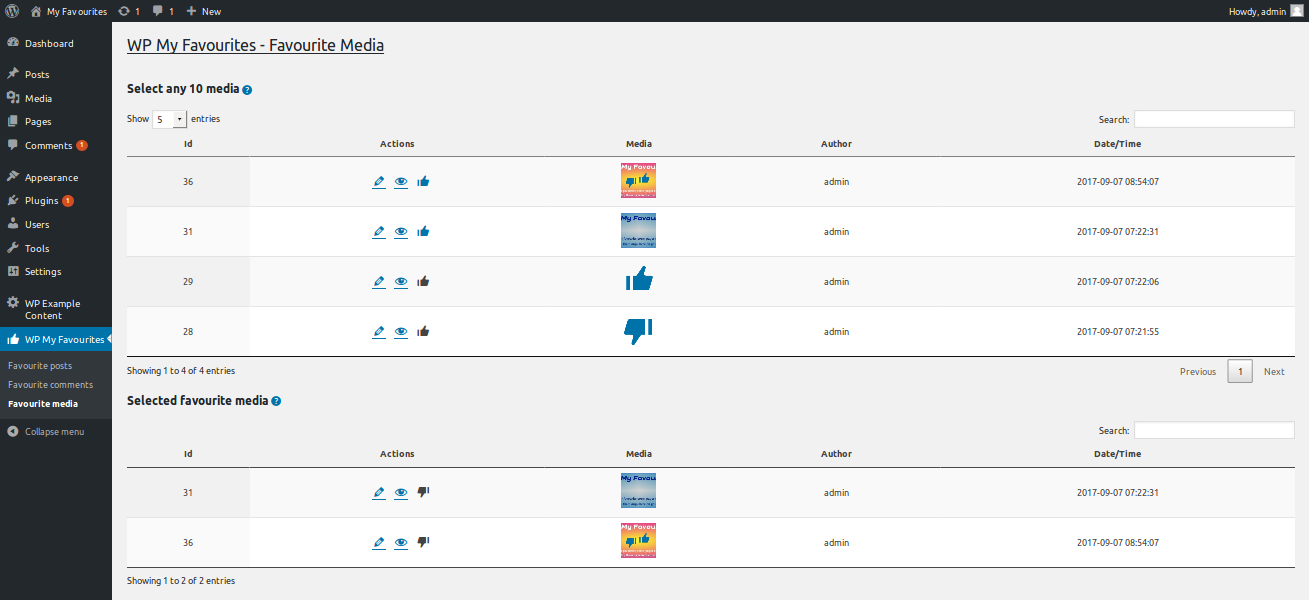 My Favourites 1 1 New Howdy, admin
Dashboard
Posts
Media
Pages
Comments 1
Appearance
Plugins 1
Users
Tools
Settings
WP Example
Content
WP My Favourites
Favourite posts
Favourite comments
Favourite media
Collapse menu
WP My Favourites - Favourite Media
Select any 10 media ?
Show 5 entries Search:
Id Actions Media Author Date/Time
36 My Favou admin 2017-09-07 08:54:07
31 My Favou admin 2017-09-07 07:22:31
29 admin 2017-09-07 07:22:06
28 admin 2017-09-07 07:21:55
Showing 1 to 4 of 4 entries Previous 1 Next
Selected favourite media ?
Search:
Id Actions Media Author Date/Time
31 My Favou admin 2017-09-07 07:22:31
36 My Favou admin 2017-09-07 08:54:07
Showing 1 to 2 of 2 entries